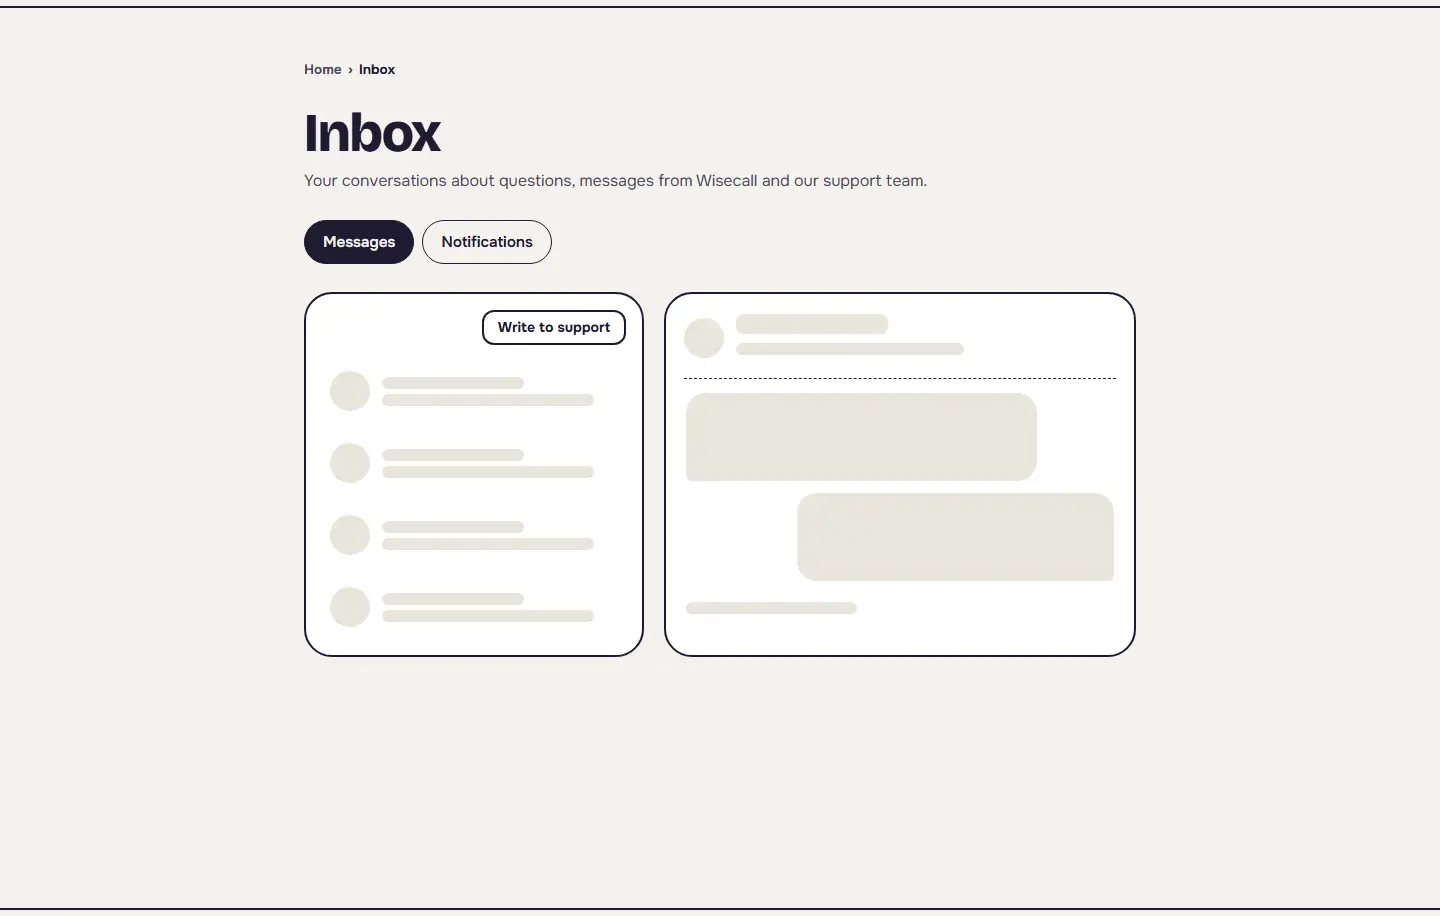 Home › Inbox
Inbox
Your conversations about questions, messages from Wisecall and our support team.
Messages Notifications
Write to support